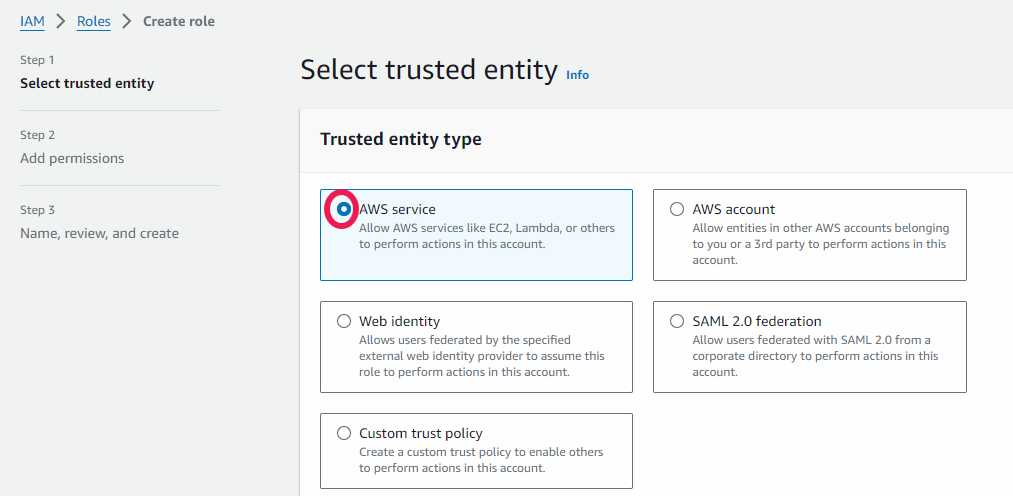 IAM > Roles > Create role
Step 1
Select trusted entity
Step 2
Add permissions
Step 3
Name, review, and create
Select trusted entity Info
Trusted entity type
AWS service
Allow AWS services like EC2, Lambda, or others
to perform actions in this account.
AWS account
Allow entities in other AWS accounts belonging
to you or a 3rd party to perform actions in this
account.
Web identity
Allows users federated by the specified
external web identity provider to assume this
role to perform actions in this account.
SAML 2.0 federation
Allow users federated with SAML 2.0 from a
corporate directory to perform actions in this
account.
Custom trust policy
Create a custom trust policy to enable others
to perform actions in this account.